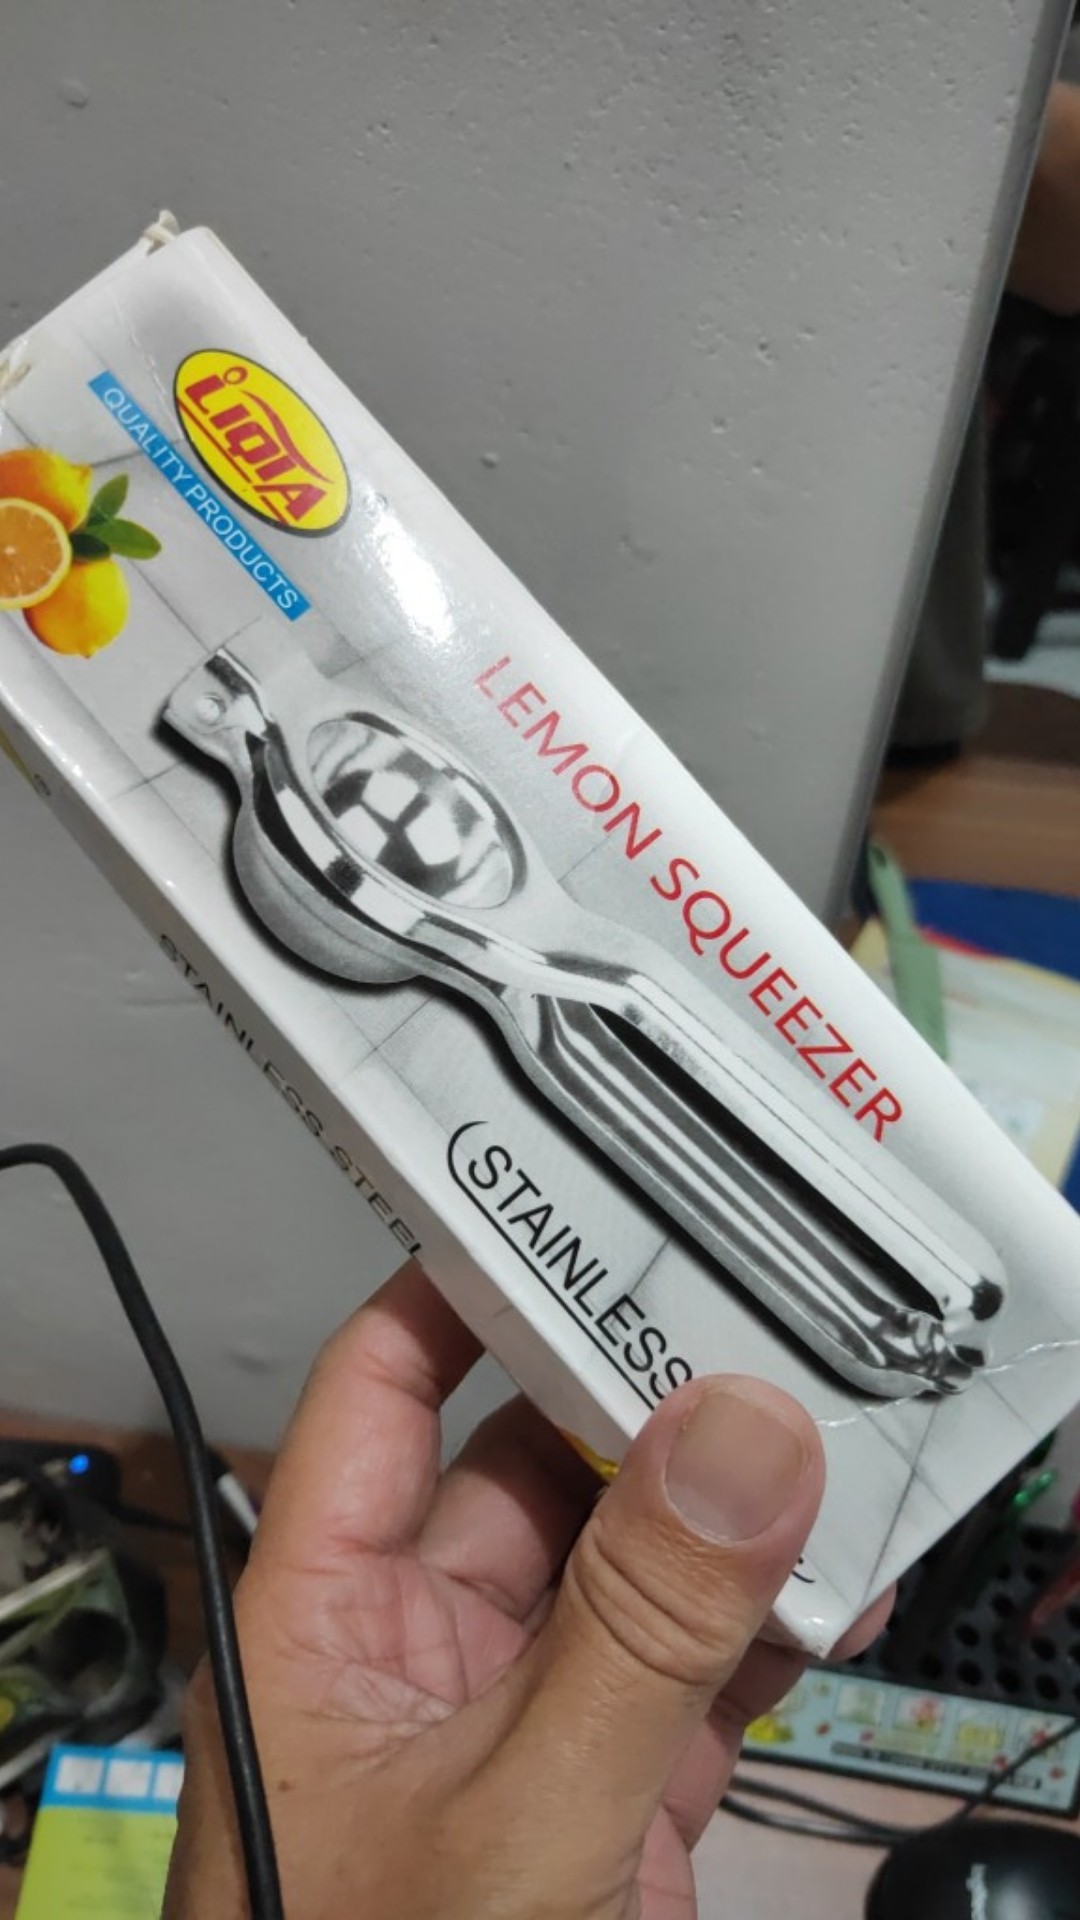 LIQIA
QUALITY PRODUCTS
LEMON SQUEEZER
(STAINLESS
STAINLESS STEEL